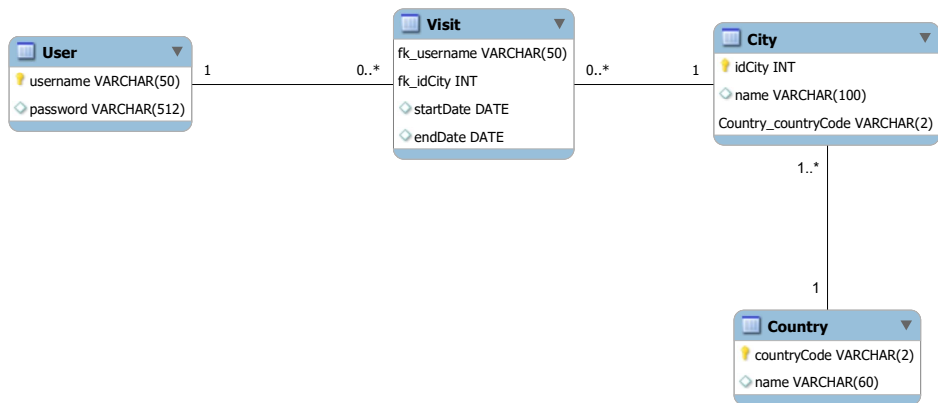 User
username VARCHAR(50)
password VARCHAR(512)
1
0..*
Visit
fk_username VARCHAR(50)
fk_idCity INT
startDate DATE
endDate DATE
0..*
1
City
idCity INT
name VARCHAR(100)
Country_countryCode VARCHAR(2)
1..*
1
Country
countryCode VARCHAR(2)
name VARCHAR(60)